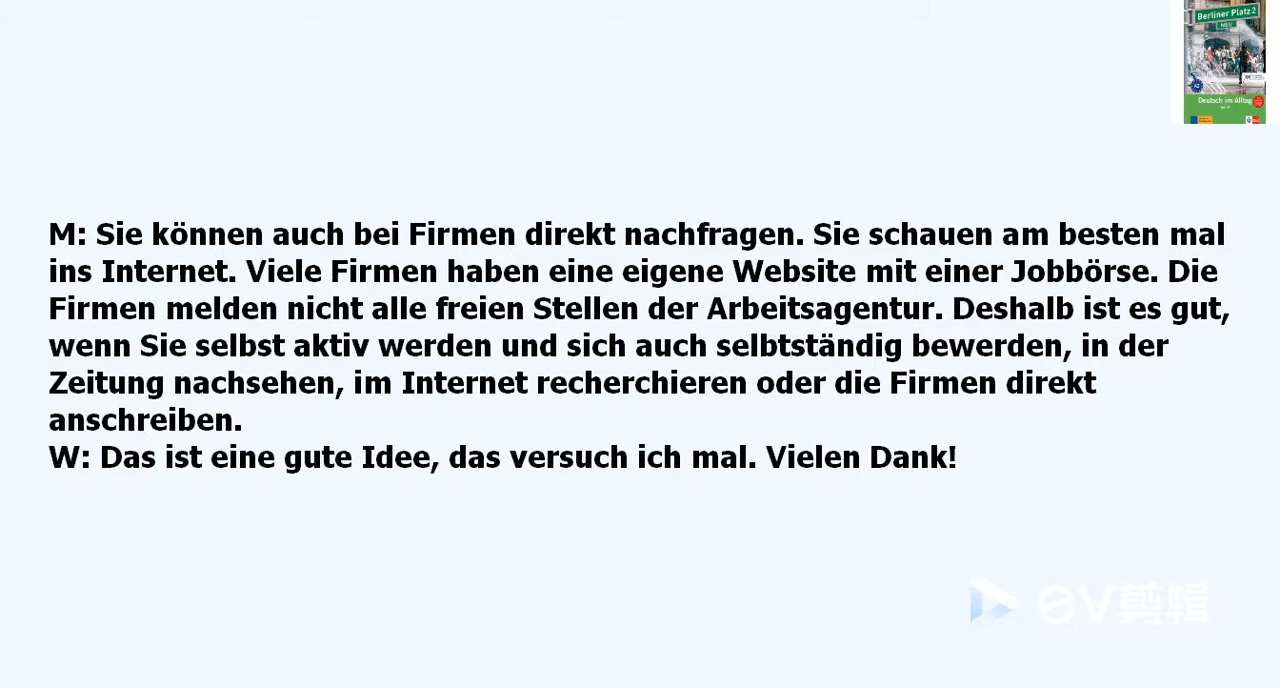 Berliner Platz 2
NEU
A2
Deutsch im Alltag
M: Sie können auch bei Firmen direkt nachfragen. Sie schauen am besten mal
ins Internet. Viele Firmen haben eine eigene Website mit einer Jobbörse. Die
Firmen melden nicht alle freien Stellen der Arbeitsagentur. Deshalb ist es gut,
wenn Sie selbst aktiv werden und sich auch selbtständig bewerden, in der
Zeitung nachsehen, im Internet recherchieren oder die Firmen direkt
anschreiben.
W: Das ist eine gute Idee, das versuch ich mal. Vielen Dank!
eV剪辑